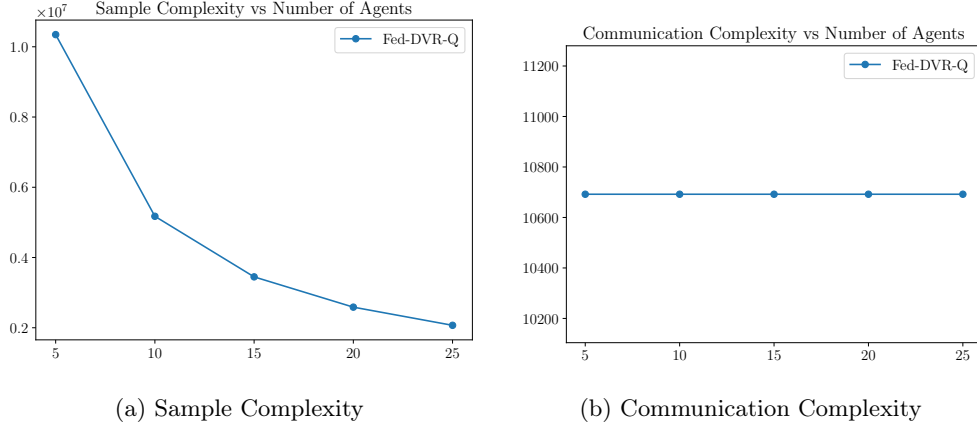 Sample Complexity vs Number of Agents
×10⁷
1.0
0.8
0.6
0.4
0.2
5 10 15 20 25
Fed-DVR-Q
(a) Sample Complexity
Communication Complexity vs Number of Agents
11200
11000
10800
10600
10400
10200
5 10 15 20 25
Fed-DVR-Q
(b) Communication Complexity